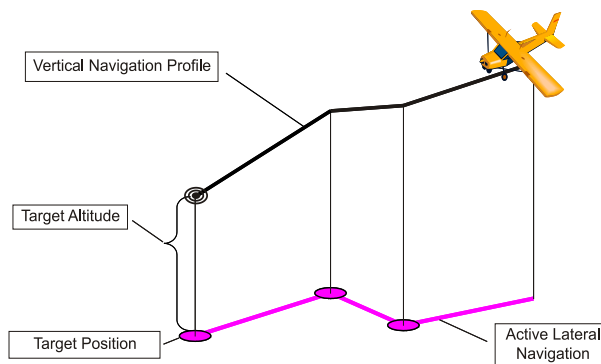 Vertical Navigation Profile
Target Altitude
Target Position
Active Lateral
Navigation